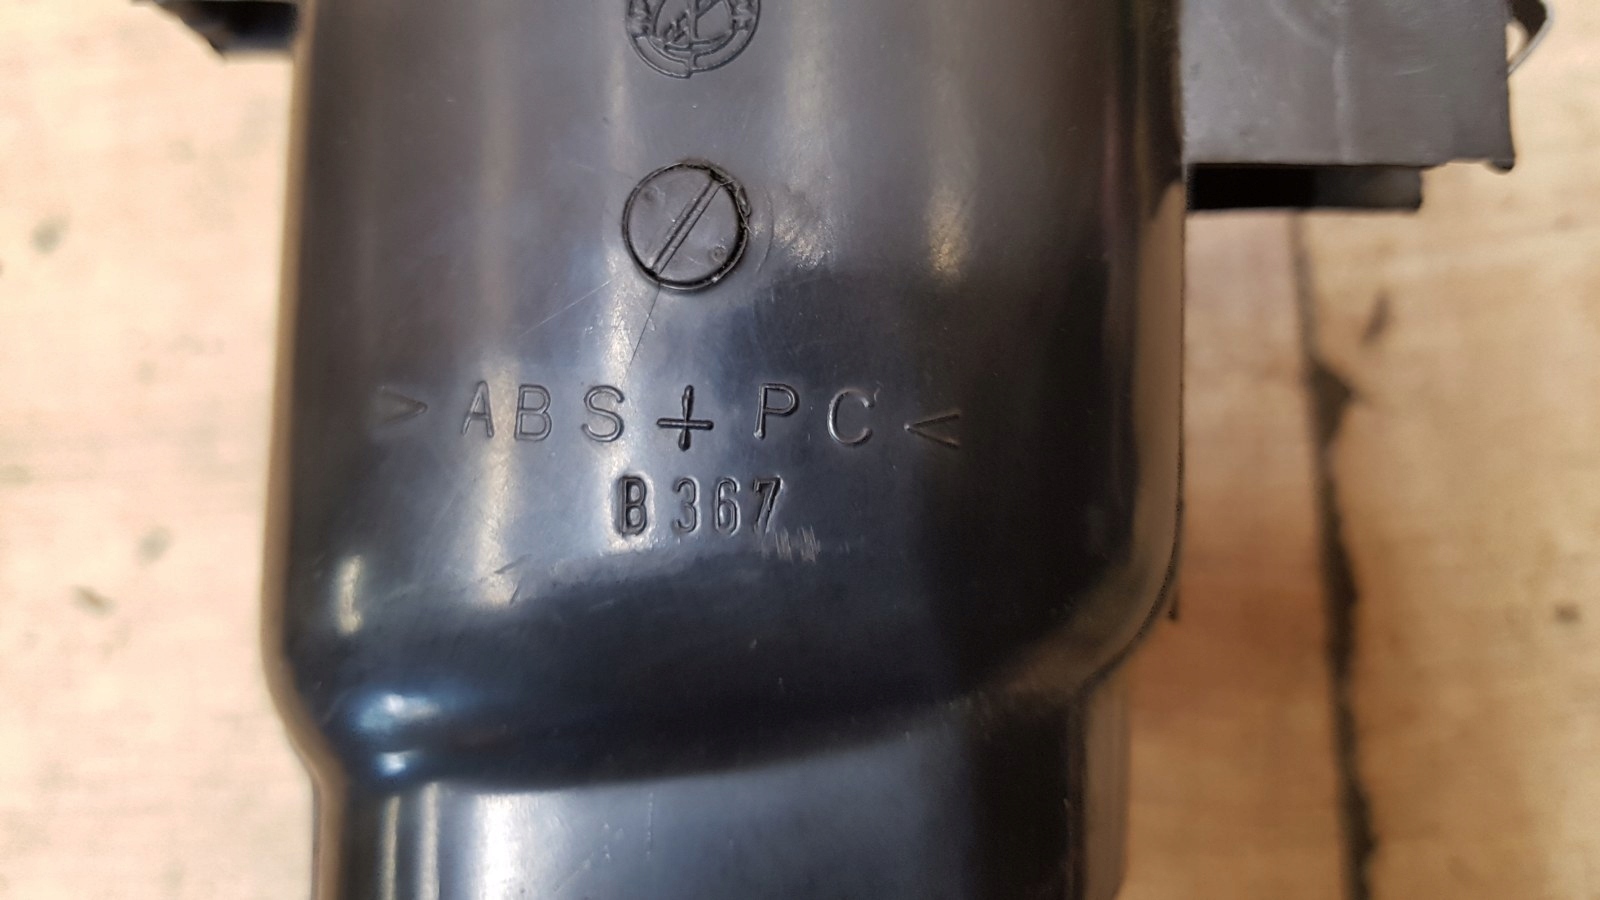 > ABS + PC <
B367